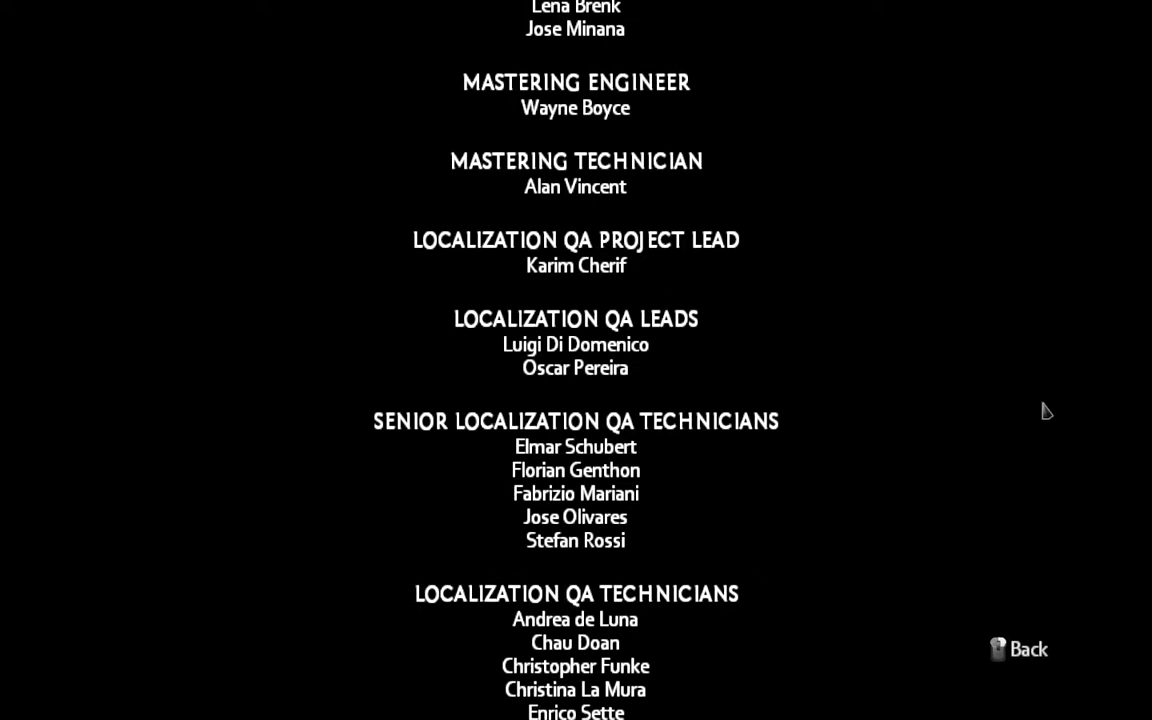 Lena Brenk
Jose Minana
MASTERING ENGINEER
Wayne Boyce
MASTERING TECHNICIAN
Alan Vincent
LOCALIZATION QA PROJECT LEAD
Karim Cherif
LOCALIZATION QA LEADS
Luigi Di Domenico
Oscar Pereira
SENIOR LOCALIZATION QA TECHNICIANS
Elmar Schubert
Florian Genthon
Fabrizio Mariani
Jose Olivares
Stefan Rossi
LOCALIZATION QA TECHNICIANS
Andrea de Luna
Chau Doan
Christopher Funke
Christina La Mura
Enrico Sette
Back